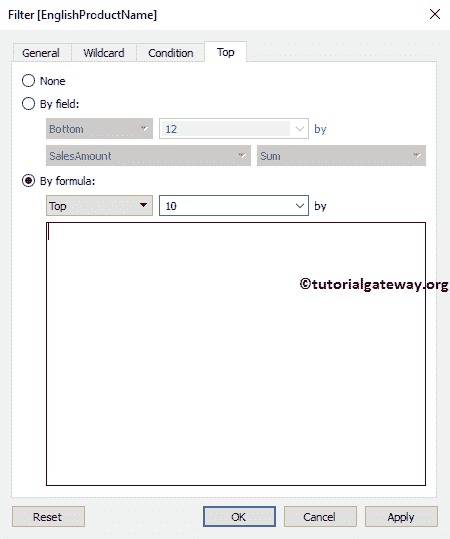 Filter [EnglishProductName]
General Wildcard Condition Top
None
By field:
Bottom 12 by
SalesAmount Sum
By formula:
Top 10 by
©tutorialgateway.org
Reset OK Cancel Apply